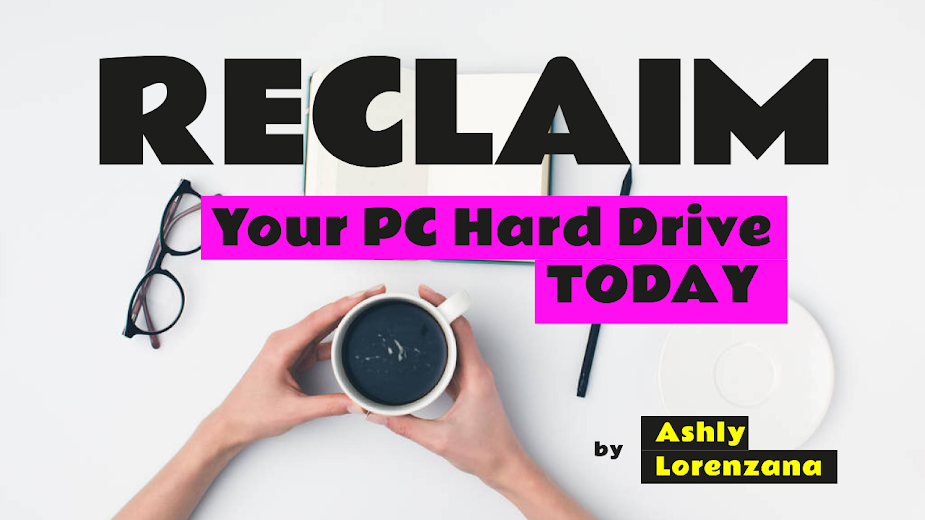 RECLAIM
Your PC Hard Drive
TODAY
by
Ashly
Lorenzana